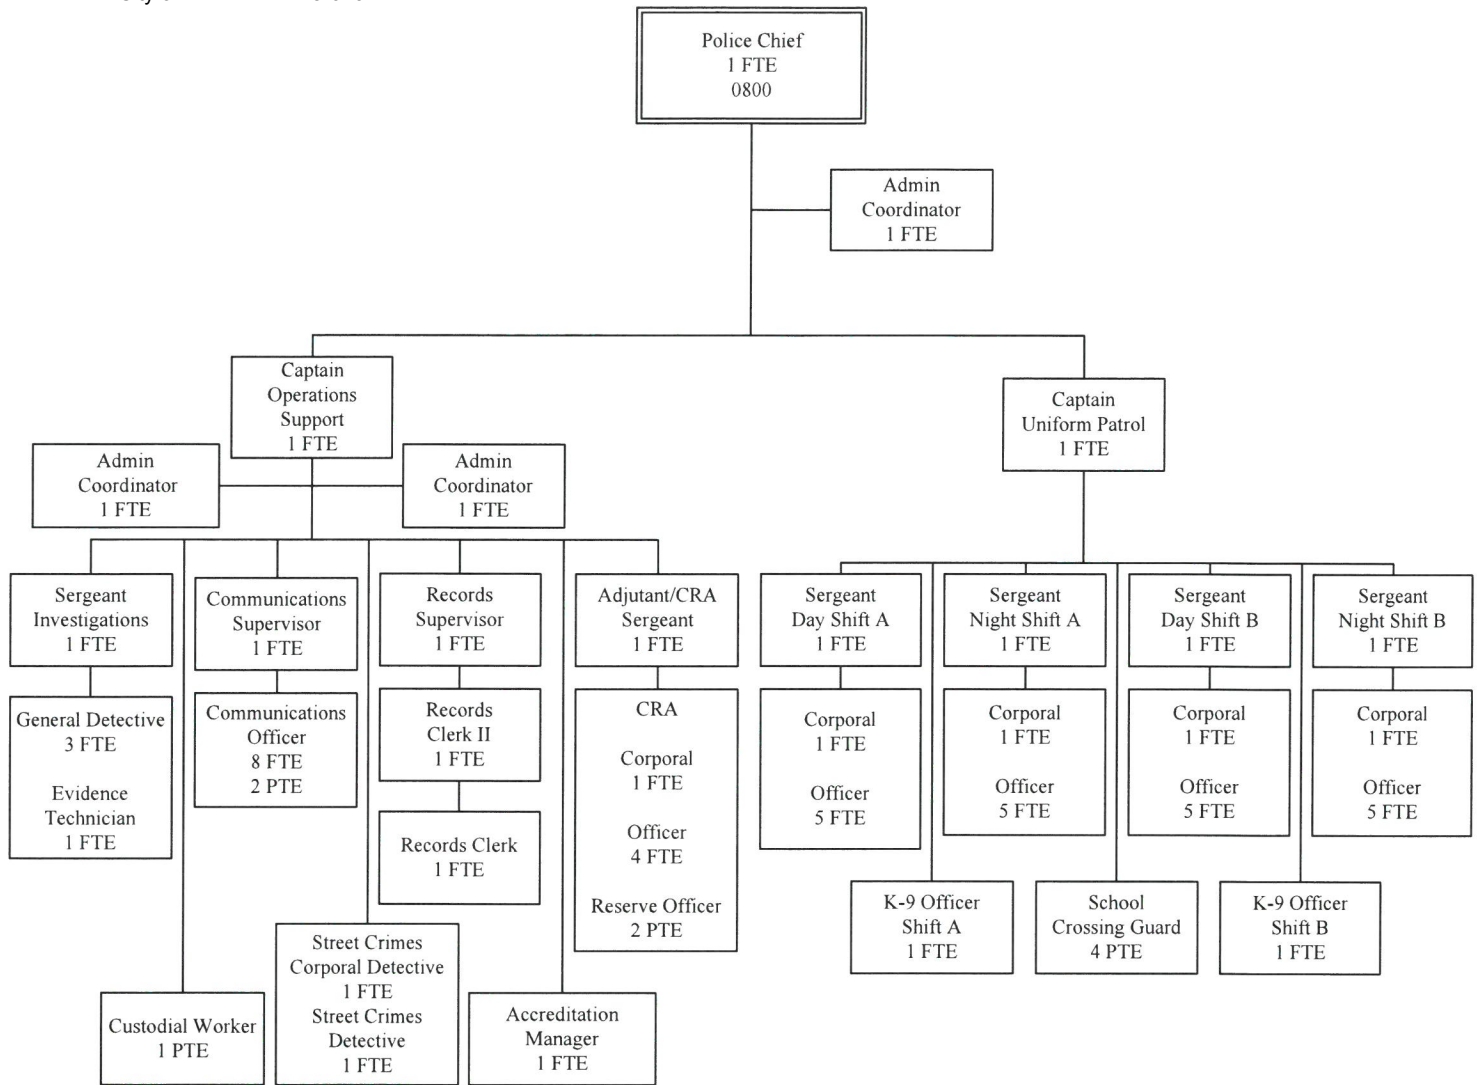 Police Chief
1 FTE
0800
Admin
Coordinator
1 FTE
Captain
Operations
Support
1 FTE
Captain
Uniform Patrol
1 FTE
Admin
Coordinator
1 FTE
Admin
Coordinator
1 FTE
Sergeant
Investigations
1 FTE
Communications
Supervisor
1 FTE
Records
Supervisor
1 FTE
Adjutant/CRA
Sergeant
1 FTE
Sergeant
Day Shift A
1 FTE
Sergeant
Night Shift A
1 FTE
Sergeant
Day Shift B
1 FTE
Sergeant
Night Shift B
1 FTE
General Detective
3 FTE
Evidence
Technician
1 FTE
Communications
Officer
8 FTE
2 PTE
Records
Clerk II
1 FTE
Records Clerk
1 FTE
CRA
Corporal
1 FTE
Officer
4 FTE
Reserve Officer
2 PTE
Corporal
1 FTE
Officer
5 FTE
Corporal
1 FTE
Officer
5 FTE
Corporal
1 FTE
Officer
5 FTE
Corporal
1 FTE
Officer
5 FTE
K-9 Officer
Shift A
1 FTE
School
Crossing Guard
4 PTE
K-9 Officer
Shift B
1 FTE
Custodial Worker
1 PTE
Street Crimes
Corporal Detective
1 FTE
Street Crimes
Detective
1 FTE
Accreditation
Manager
1 FTE